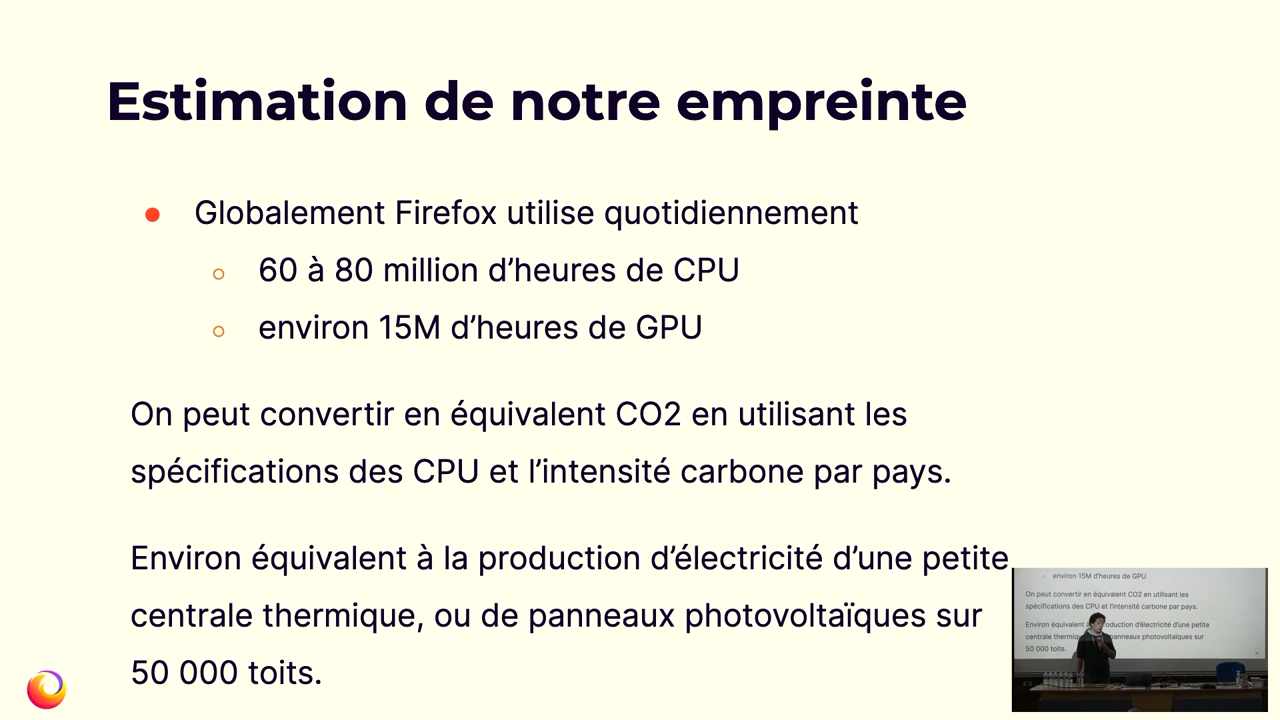 Estimation de notre empreinte
Globalement Firefox utilise quotidiennement
60 à 80 million d’heures de CPU
environ 15M d’heures de GPU
On peut convertir en équivalent CO2 en utilisant les
spécifications des CPU et l’intensité carbone par pays.
Environ équivalent à la production d’électricité d’une petite
centrale thermique, ou de panneaux photovoltaïques sur
50 000 toits.
environ 15M d’heures de GPU
On peut convertir en équivalent CO2 en utilisant les
spécifications des CPU et l’intensité carbone par pays.
Environ équivalent production d’électricité d’une petite
centrale panneaux photovoltaïques sur
50 000 toits.